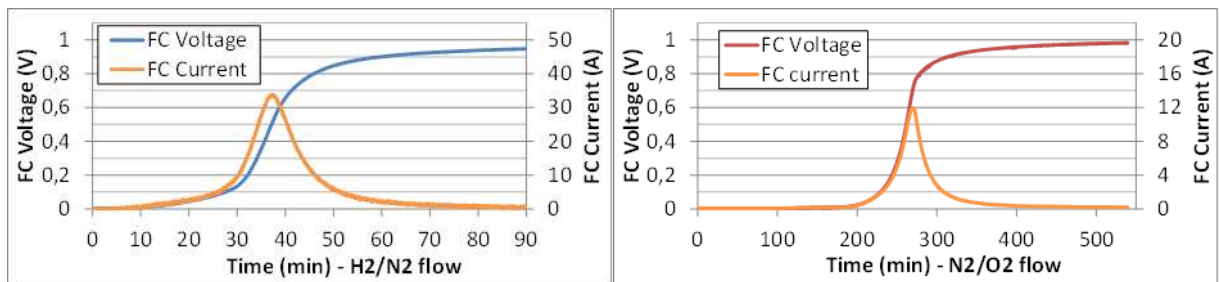 FC Voltage (V)
1
0,8
0,6
0,4
0,2
0
FC Voltage
FC Current
50
40
30
20
10
0
FC Current (A)
0 10 20 30 40 50 60 70 80 90
Time (min) - H2/N2 flow
FC Voltage (V)
1
0,8
0,6
0,4
0,2
0
FC Voltage
FC current
20
16
12
8
4
0
FC Current (A)
0 100 200 300 400 500
Time (min) - N2/O2 flow